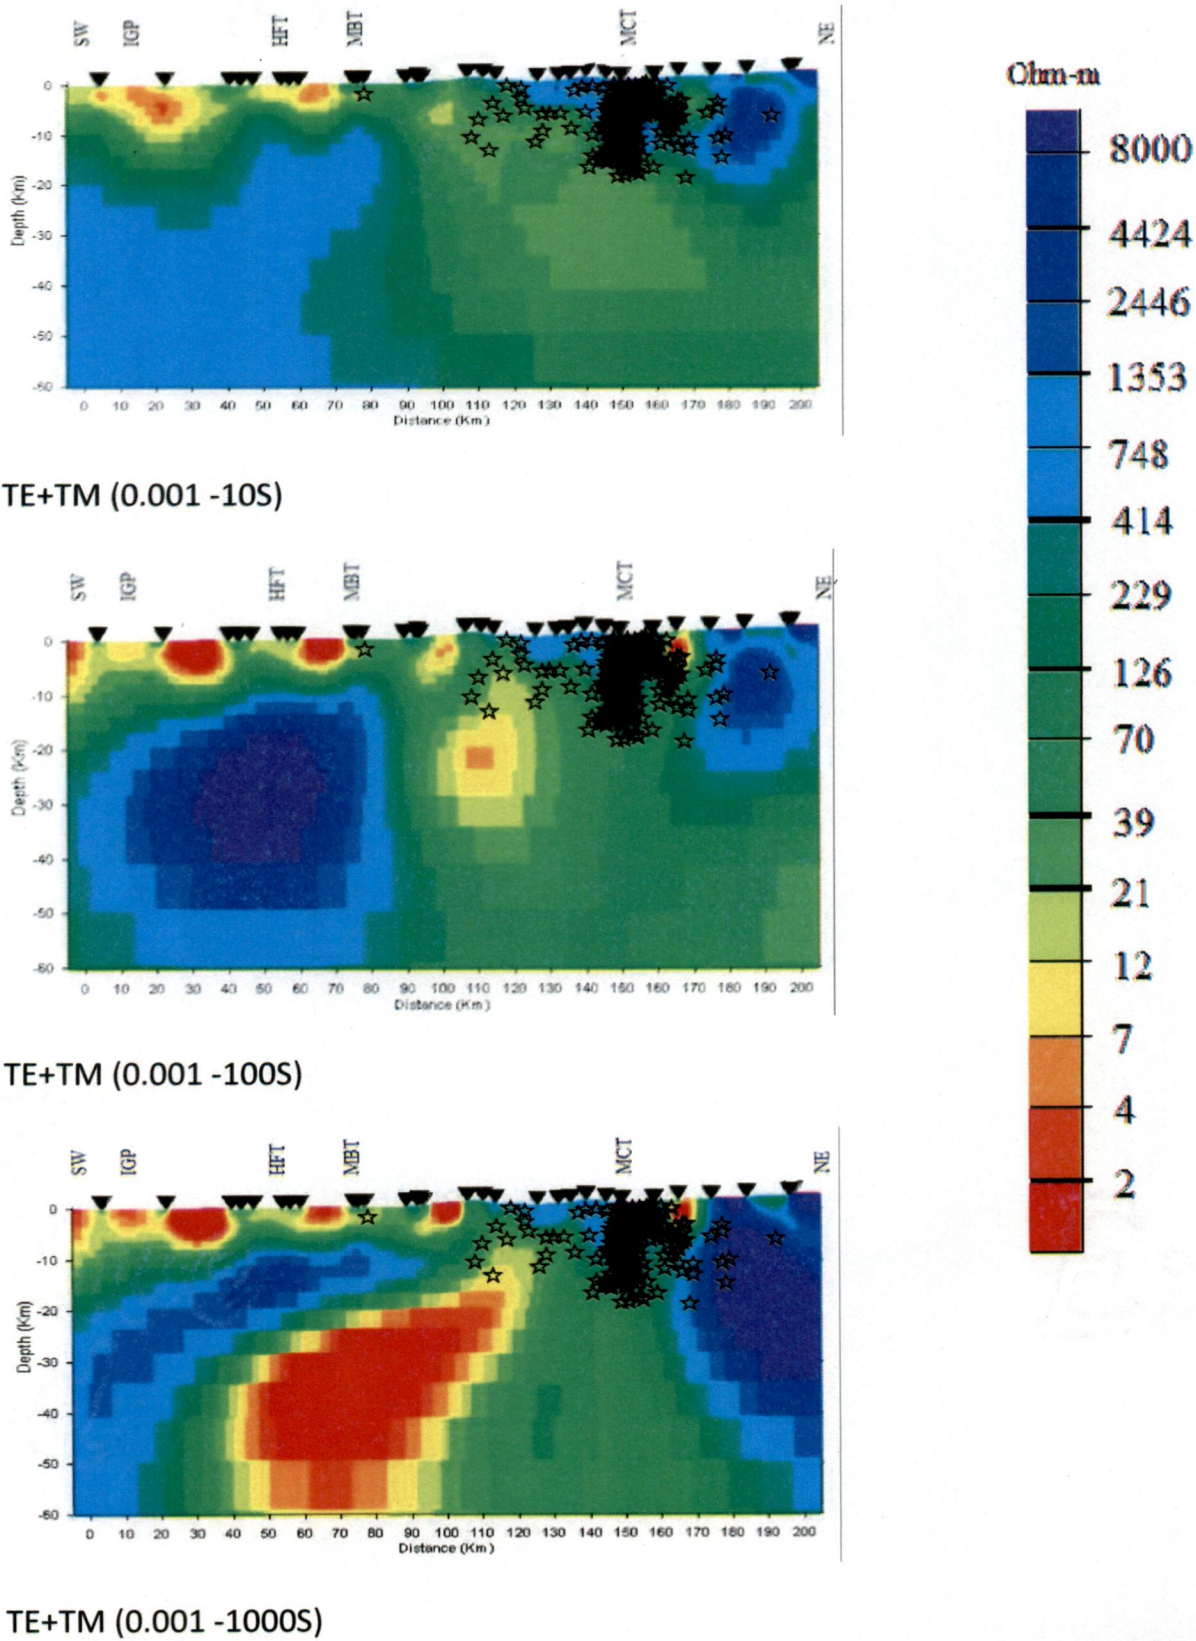 SW IGP HFT MBT MCT NE
Ohm-m
0
-10
-20
-30
-40
-50
-60
Depth (Km)
0 10 20 30 40 50 60 70 80 90 100 110 120 130 140 150 160 170 180 190 200
Distance (Km)
TE+TM (0.001 -10S)
8000
4424
2446
1353
748
414
229
126
70
39
21
12
7
4
2
SW IGP HFT MBT MCT NE
0
-10
-20
-30
-40
-50
-60
Depth (Km)
0 10 20 30 40 50 60 70 80 90 100 110 120 130 140 150 160 170 180 190 200
Distance (Km)
TE+TM (0.001 -100S)
SW IGP HFT MBT MCT NE
0
-10
-20
-30
-40
-50
-60
Depth (Km)
0 10 20 30 40 50 60 70 80 90 100 110 120 130 140 150 160 170 180 190 200
Distance (Km)
TE+TM (0.001 -1000S)